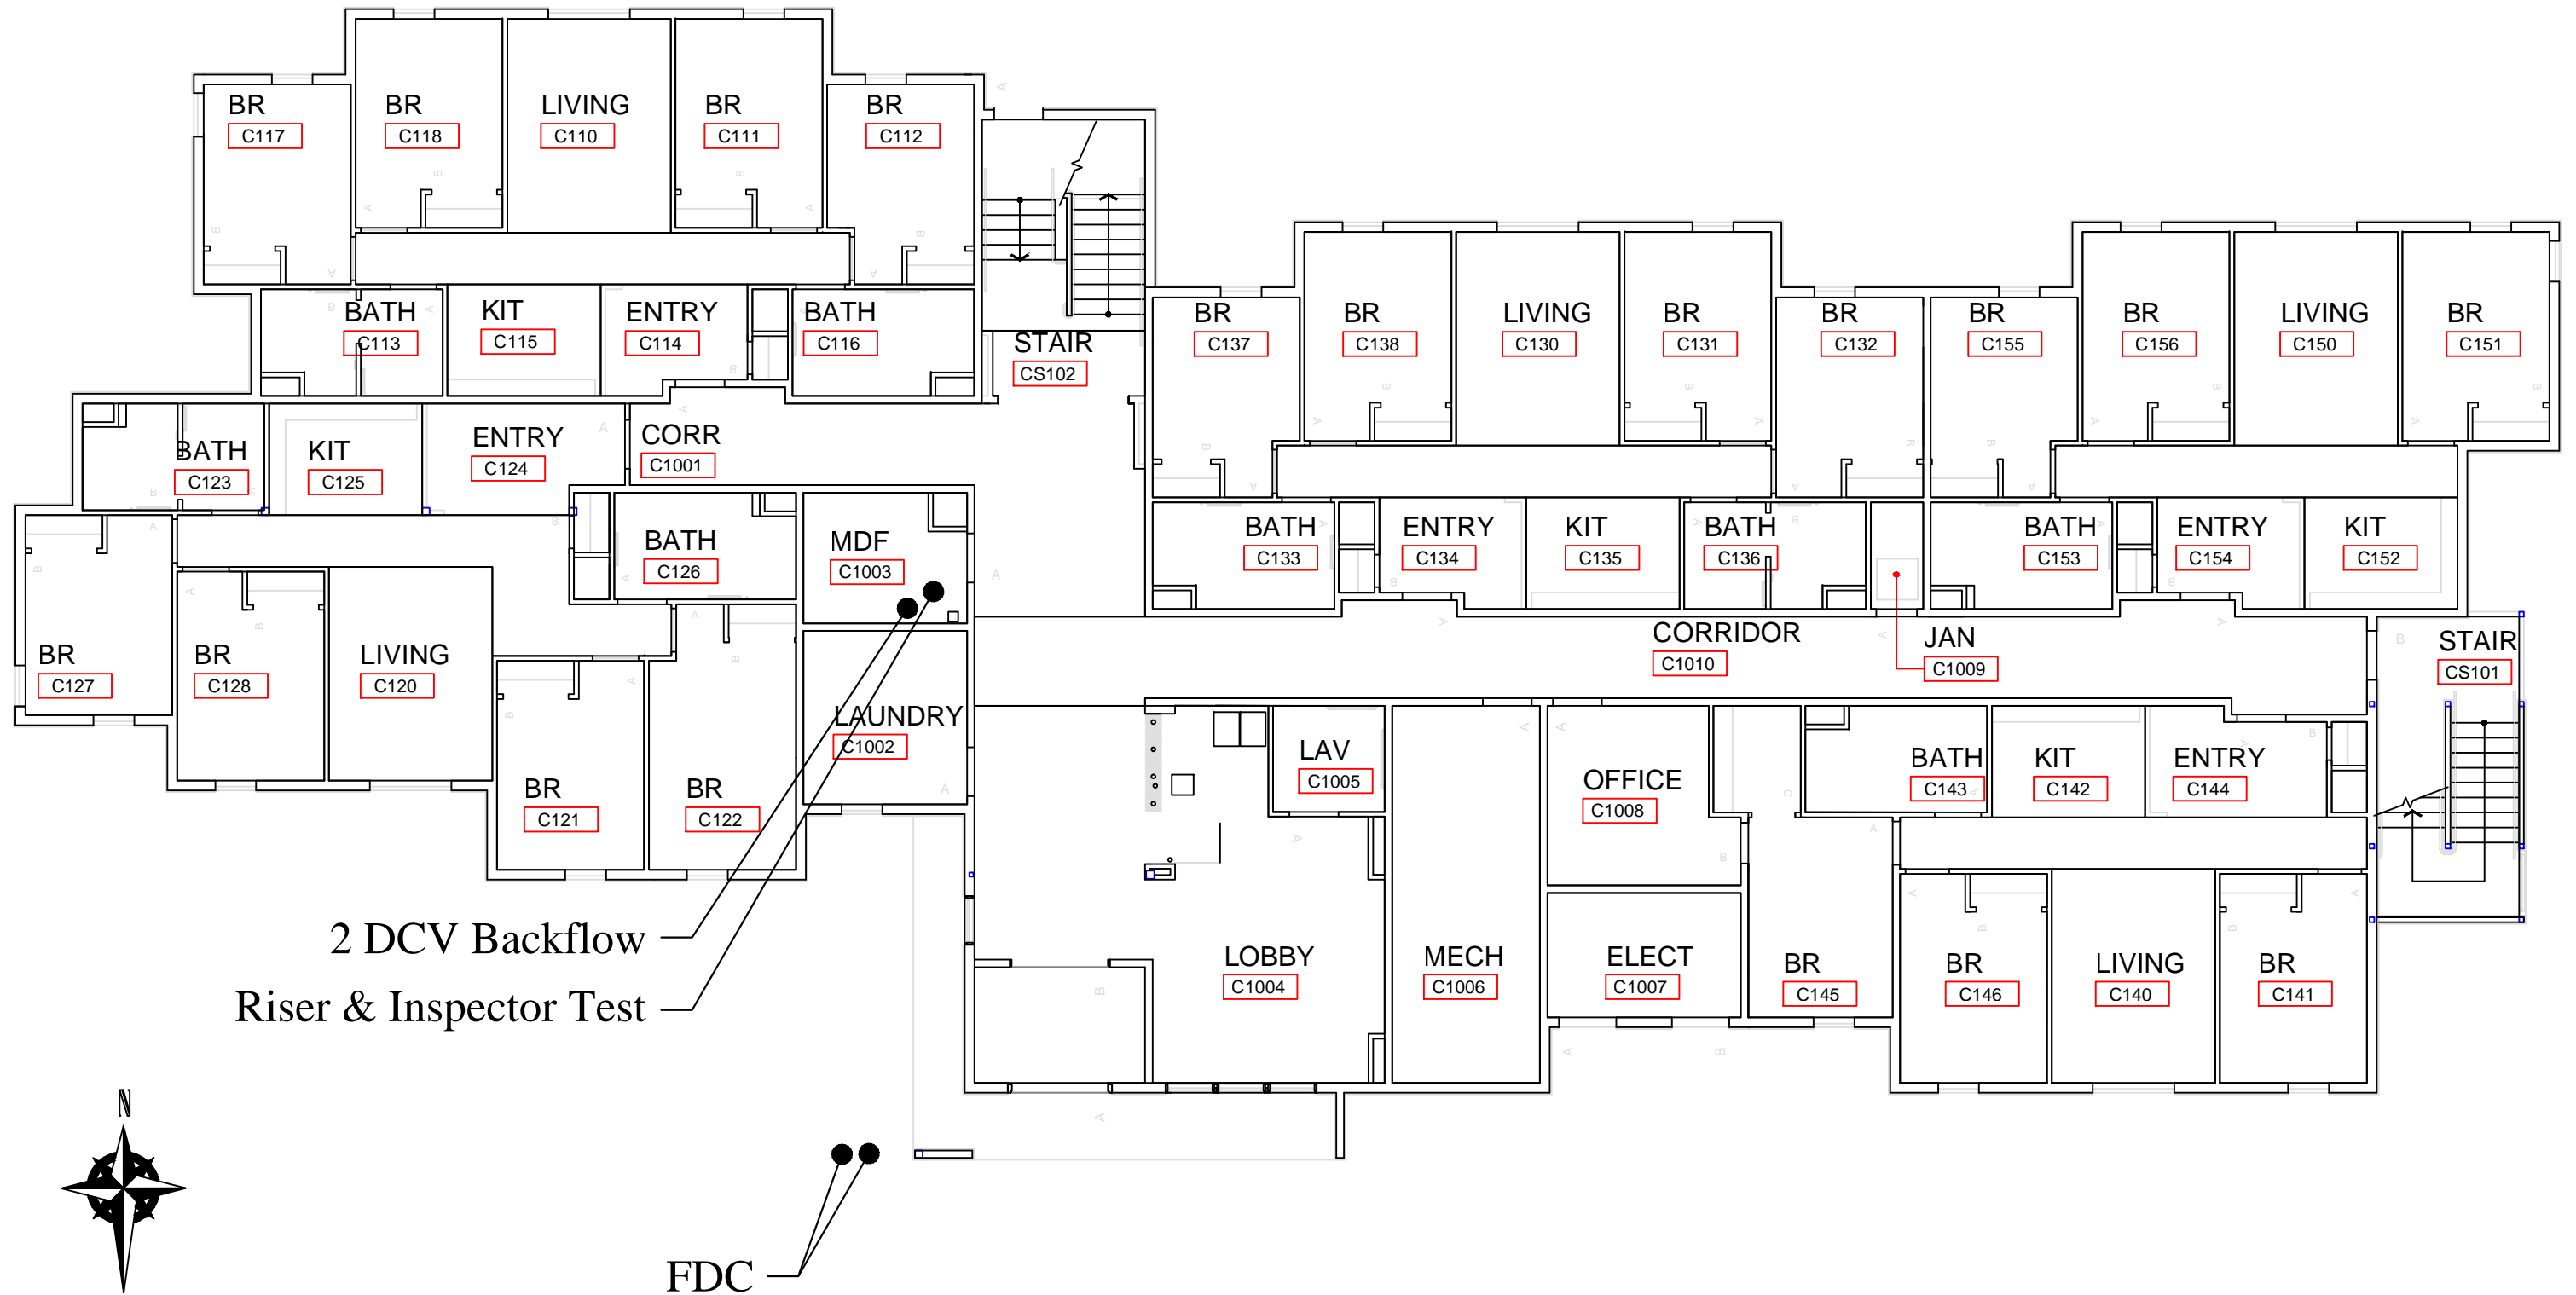 BR
C117
BR
C118
LIVING
C110
BR
C111
BR
C112
BATH
C113
KIT
C115
ENTRY
C114
BATH
C116
STAIR
CS102
BR
C137
BR
C138
LIVING
C130
BR
C131
BR
C132
BR
C155
BR
C156
LIVING
C150
BR
C151
BATH
C123
KIT
C125
ENTRY
C124
CORR
C1001
BATH
C126
MDF
C1003
BATH
C133
ENTRY
C134
KIT
C135
BATH
C136
BATH
C153
ENTRY
C154
KIT
C152
BR
C127
BR
C128
LIVING
C120
CORRIDOR
C1010
JAN
C1009
STAIR
CS101
LAUNDRY
C1002
BR
C121
BR
C122
LAV
C1005
OFFICE
C1008
BATH
C143
KIT
C142
ENTRY
C144
2 DCV Backflow
Riser & Inspector Test
LOBBY
C1004
MECH
C1006
ELECT
C1007
BR
C145
BR
C146
LIVING
C140
BR
C141
N
FDC